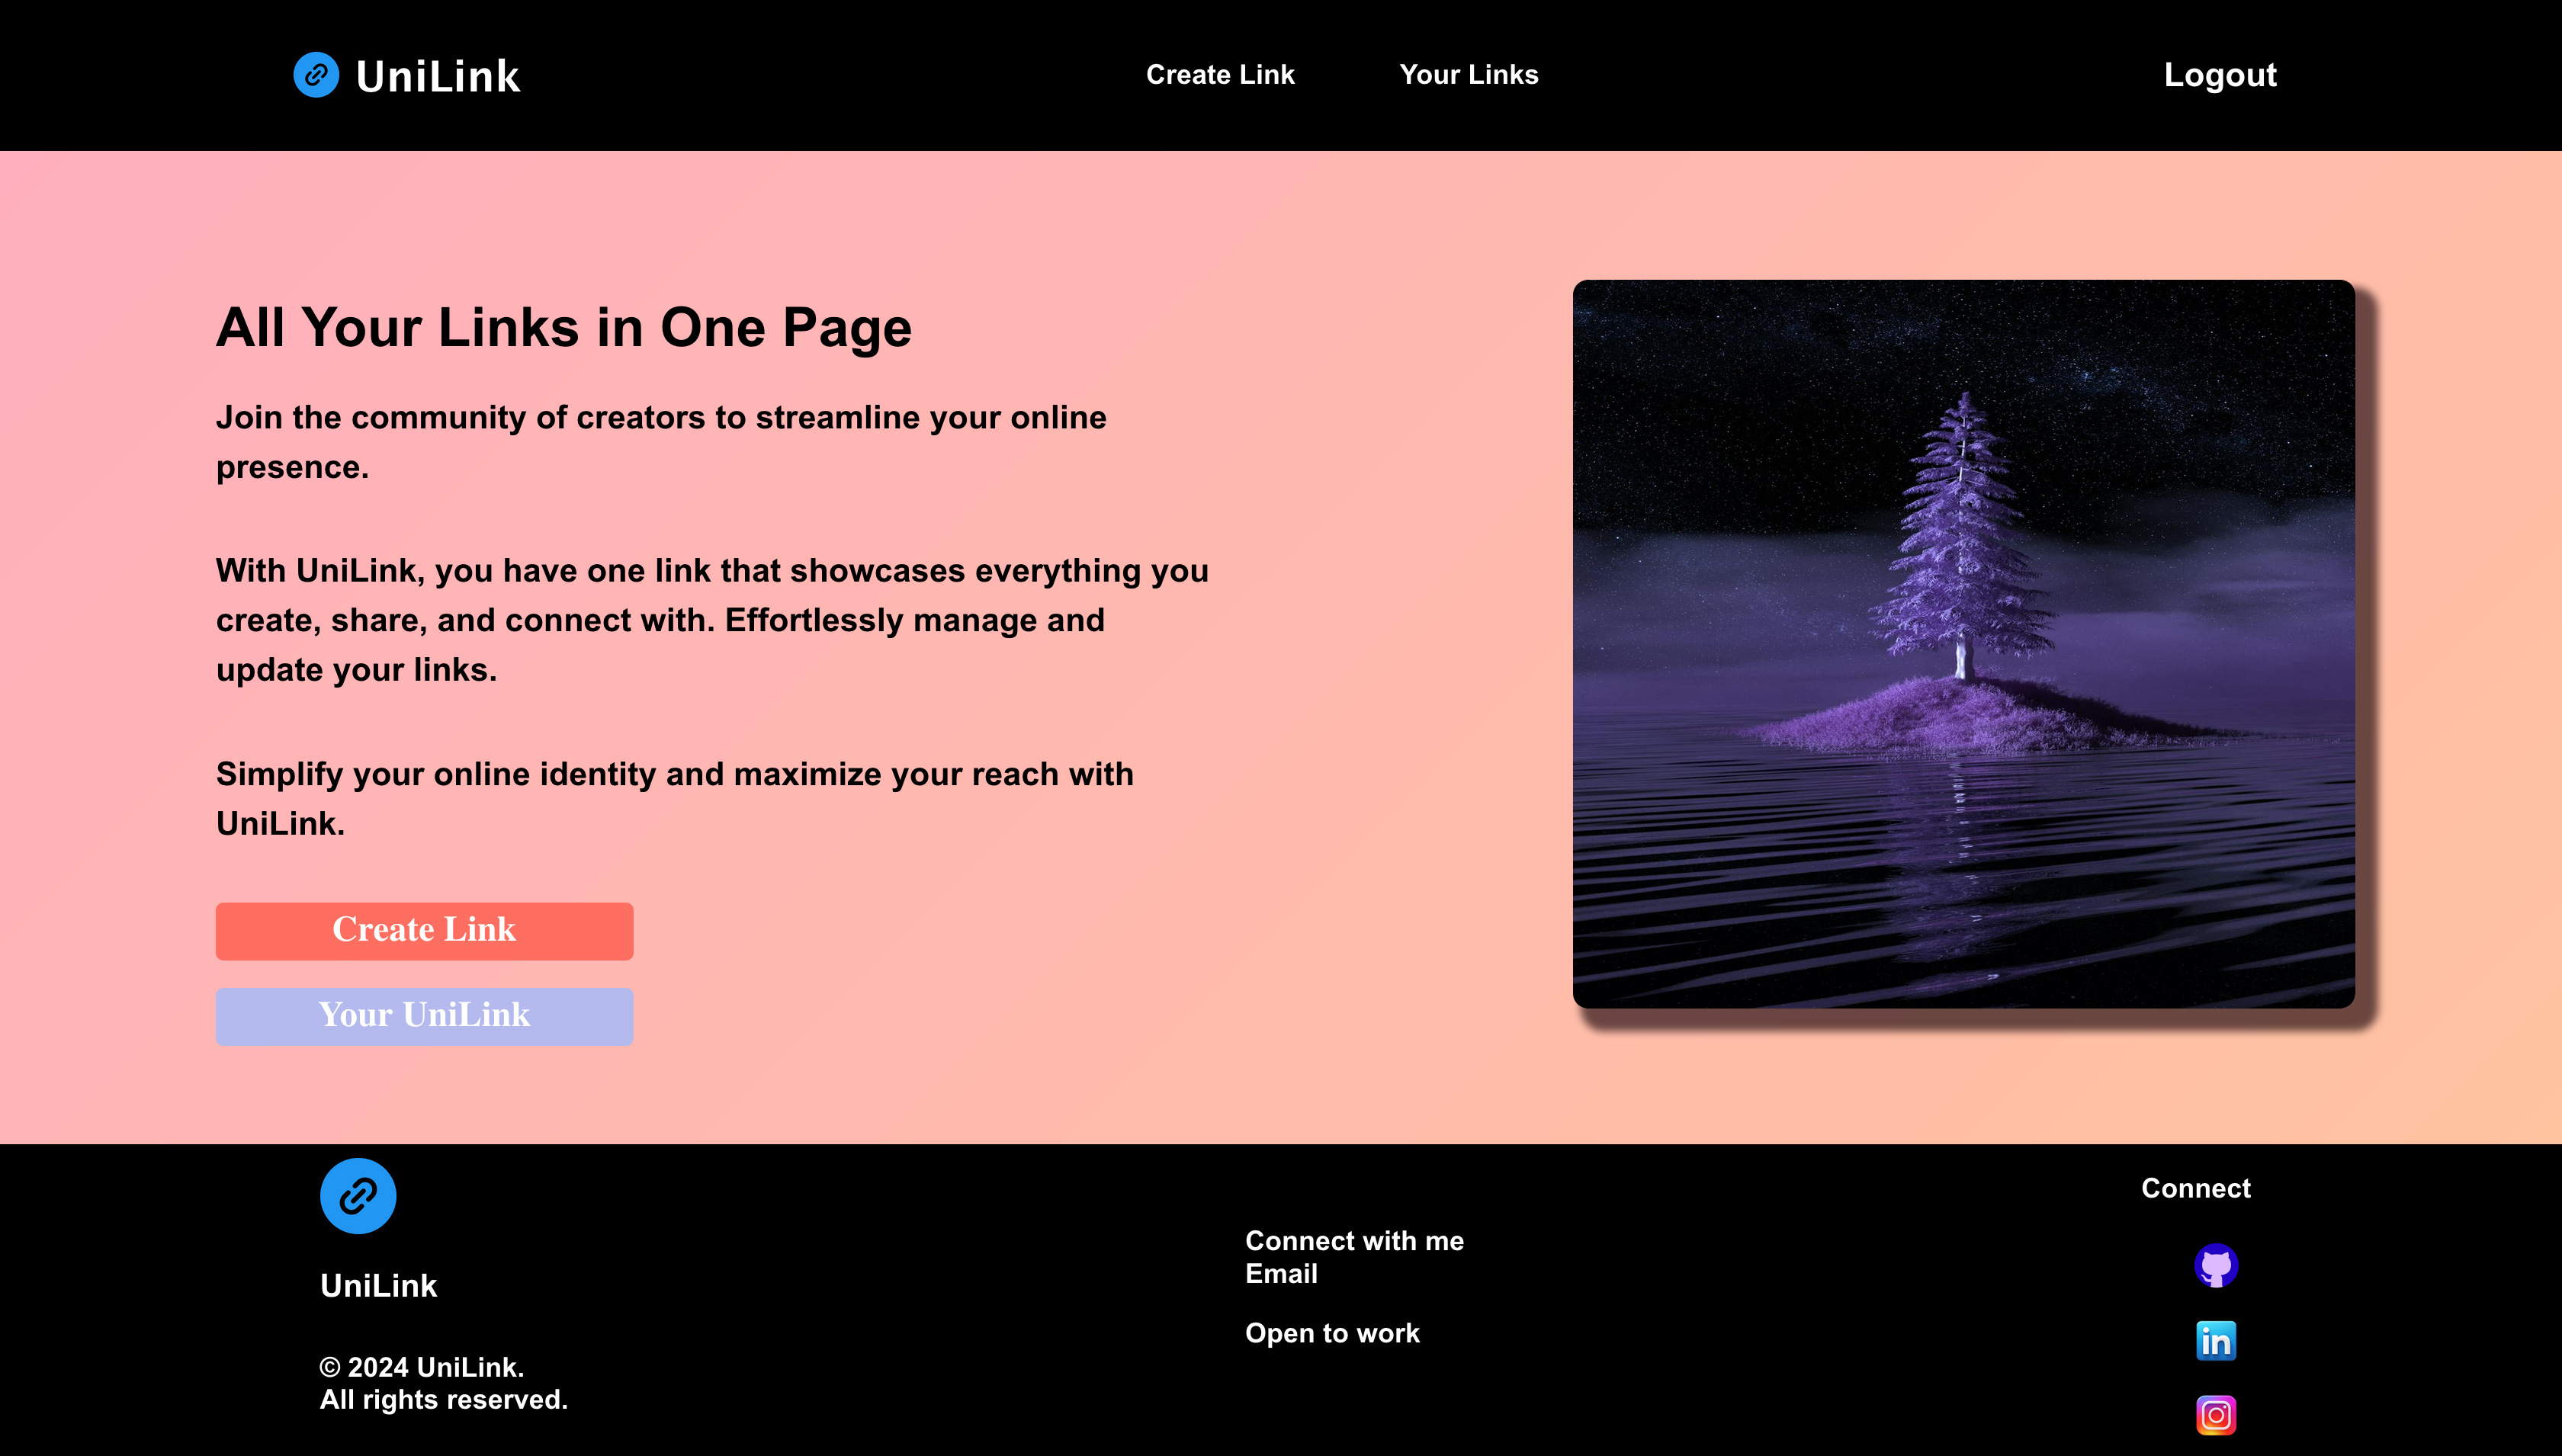 UniLink
Create Link
Your Links
Logout
All Your Links in One Page
Join the community of creators to streamline your online
presence.
With UniLink, you have one link that showcases everything you
create, share, and connect with. Effortlessly manage and
update your links.
Simplify your online identity and maximize your reach with
UniLink.
Create Link
Your UniLink
UniLink
© 2024 UniLink.
All rights reserved.
Connect with me
Email
Open to work
Connect
in